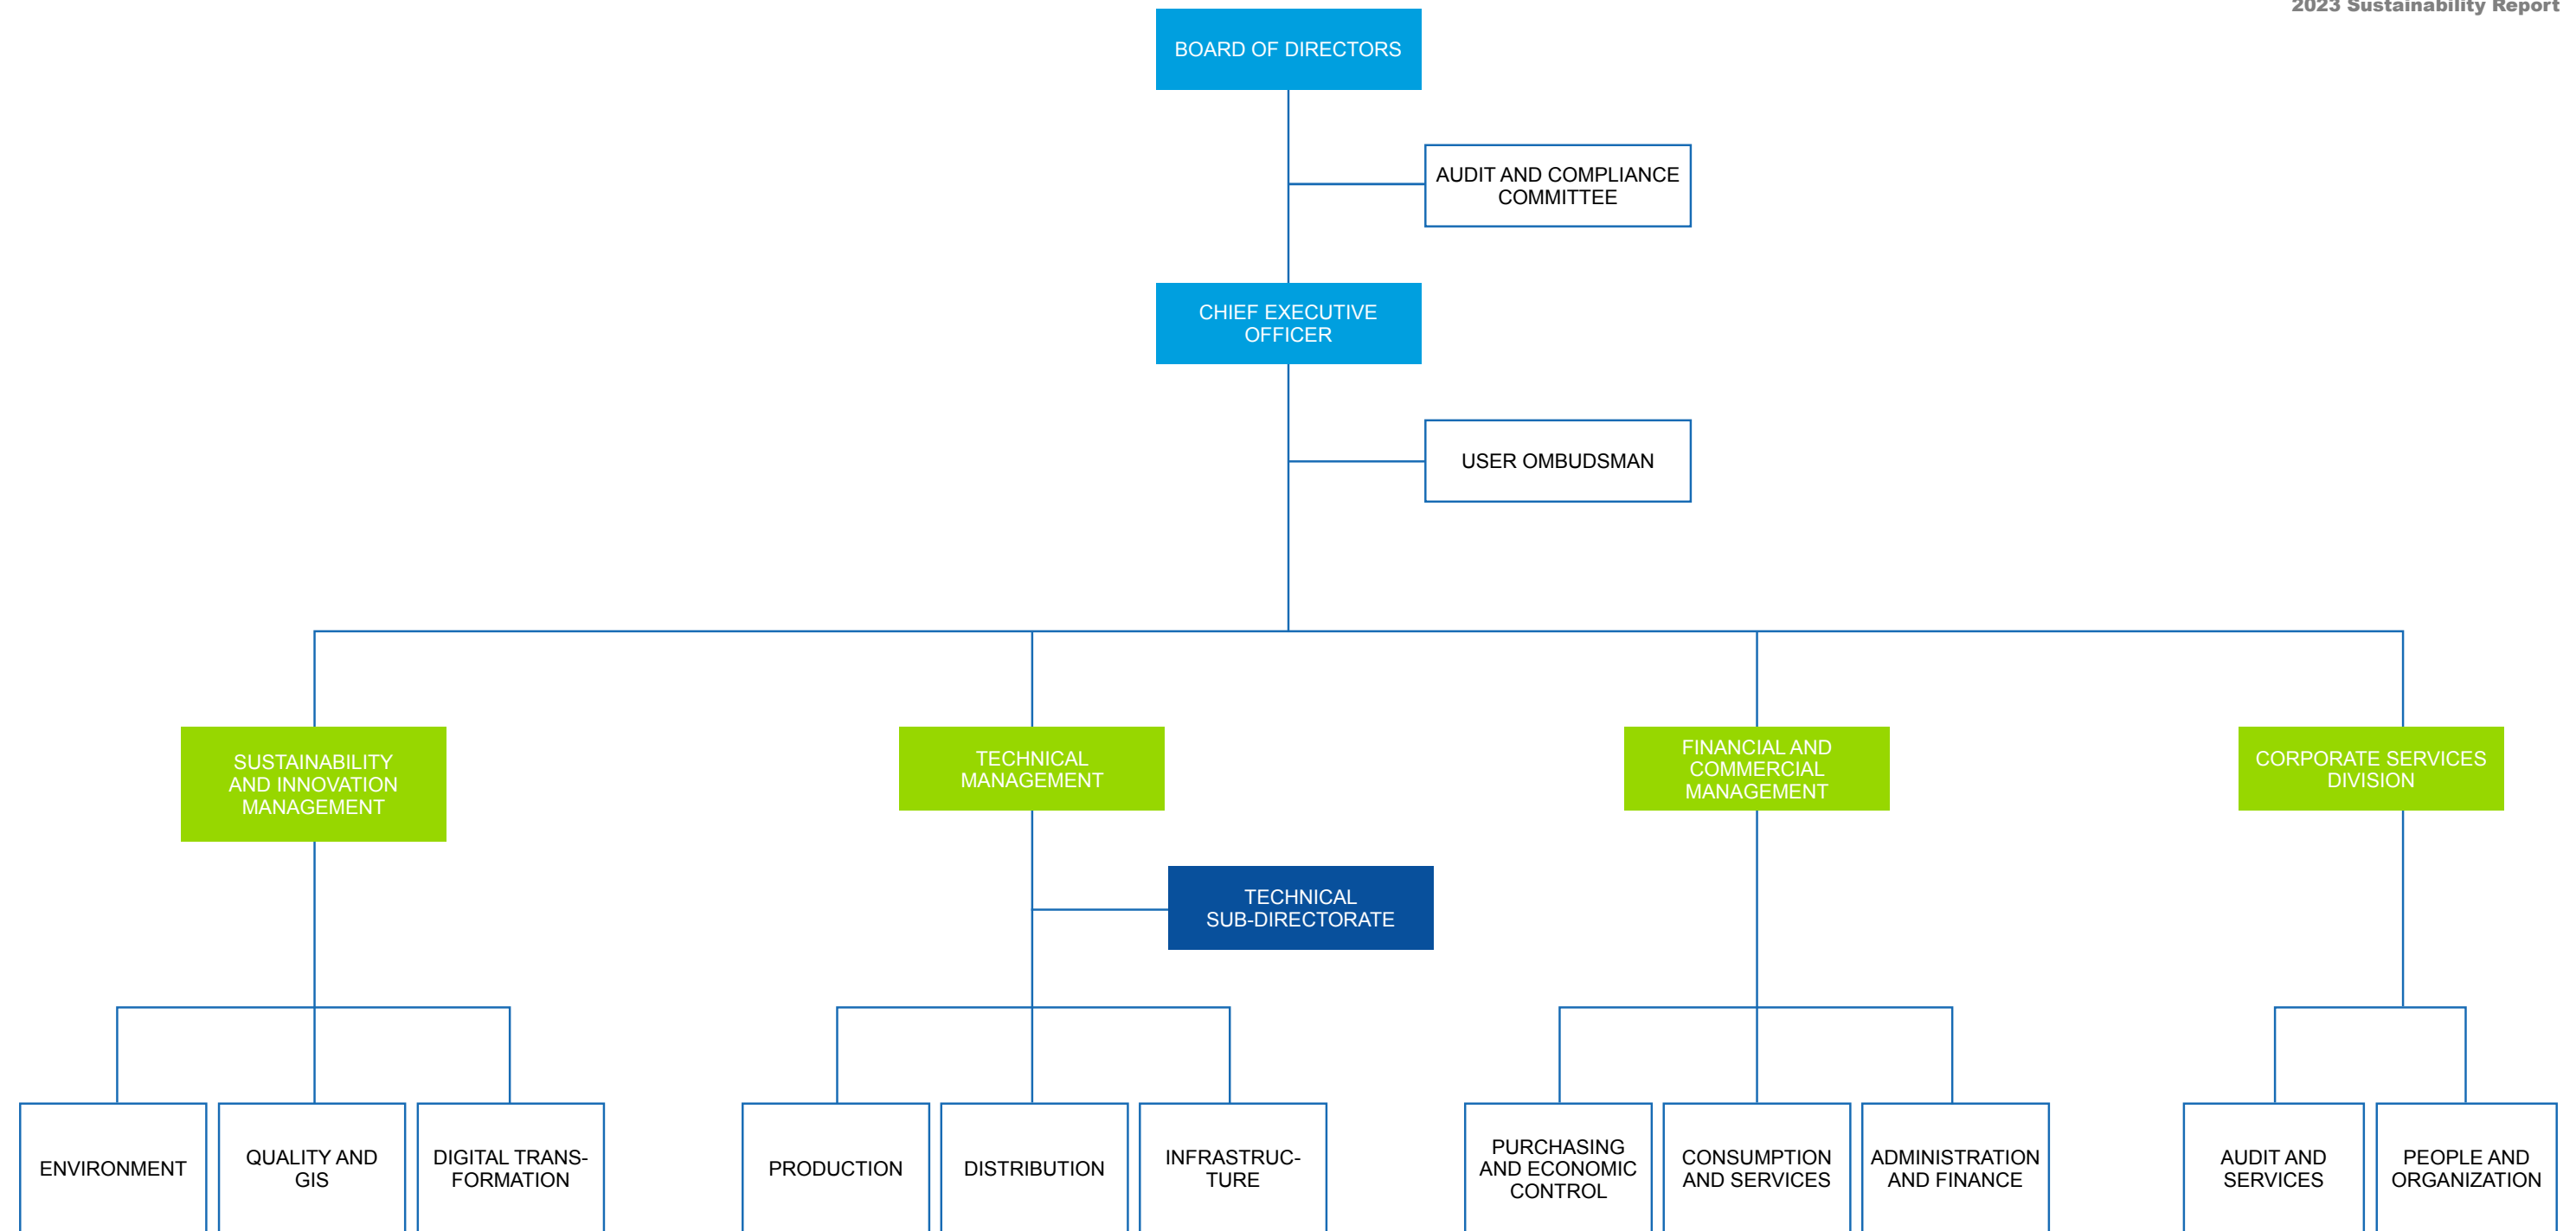 2023 Sustainability Report
BOARD OF DIRECTORS
AUDIT AND COMPLIANCE
COMMITTEE
CHIEF EXECUTIVE
OFFICER
USER OMBUDSMAN
SUSTAINABILITY
AND INNOVATION
MANAGEMENT
TECHNICAL
MANAGEMENT
FINANCIAL AND
COMMERCIAL
MANAGEMENT
CORPORATE SERVICES
DIVISION
TECHNICAL
SUB-DIRECTORATE
ENVIRONMENT
QUALITY AND
GIS
DIGITAL TRANS-
FORMATION
PRODUCTION
DISTRIBUTION
INFRASTRUC-
TURE
PURCHASING
AND ECONOMIC
CONTROL
CONSUMPTION
AND SERVICES
ADMINISTRATION
AND FINANCE
AUDIT AND
SERVICES
PEOPLE AND
ORGANIZATION